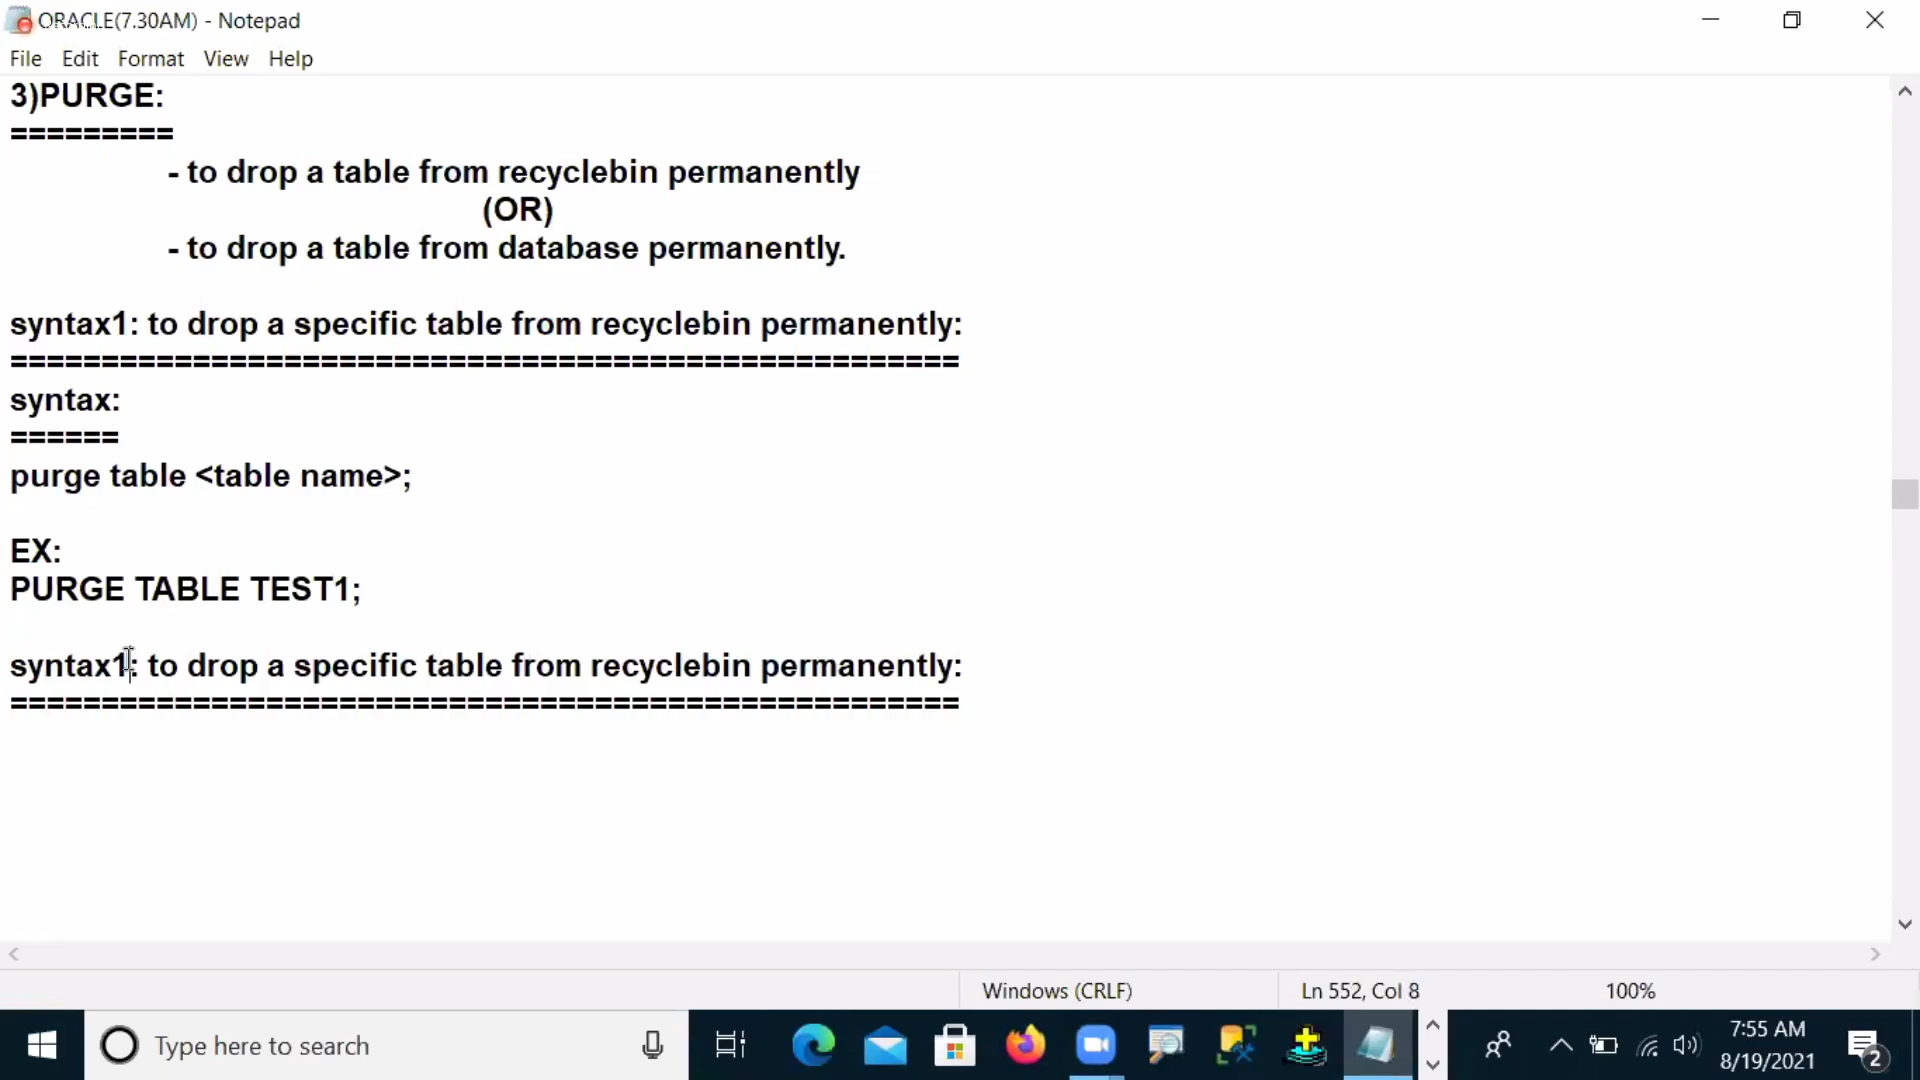 ORACLE(7.30AM) - Notepad
File Edit Format View Help
3)PURGE:
=========
- to drop a table from recyclebin permanently
(OR)
- to drop a table from database permanently.
syntax1: to drop a specific table from recyclebin permanently:
====================================================
syntax:
======
purge table <table name>;
EX:
PURGE TABLE TEST1;
syntax1: to drop a specific table from recyclebin permanently:
====================================================
Windows (CRLF) Ln 552, Col 8 100%
Type here to search
7:55 AM
8/19/2021
2